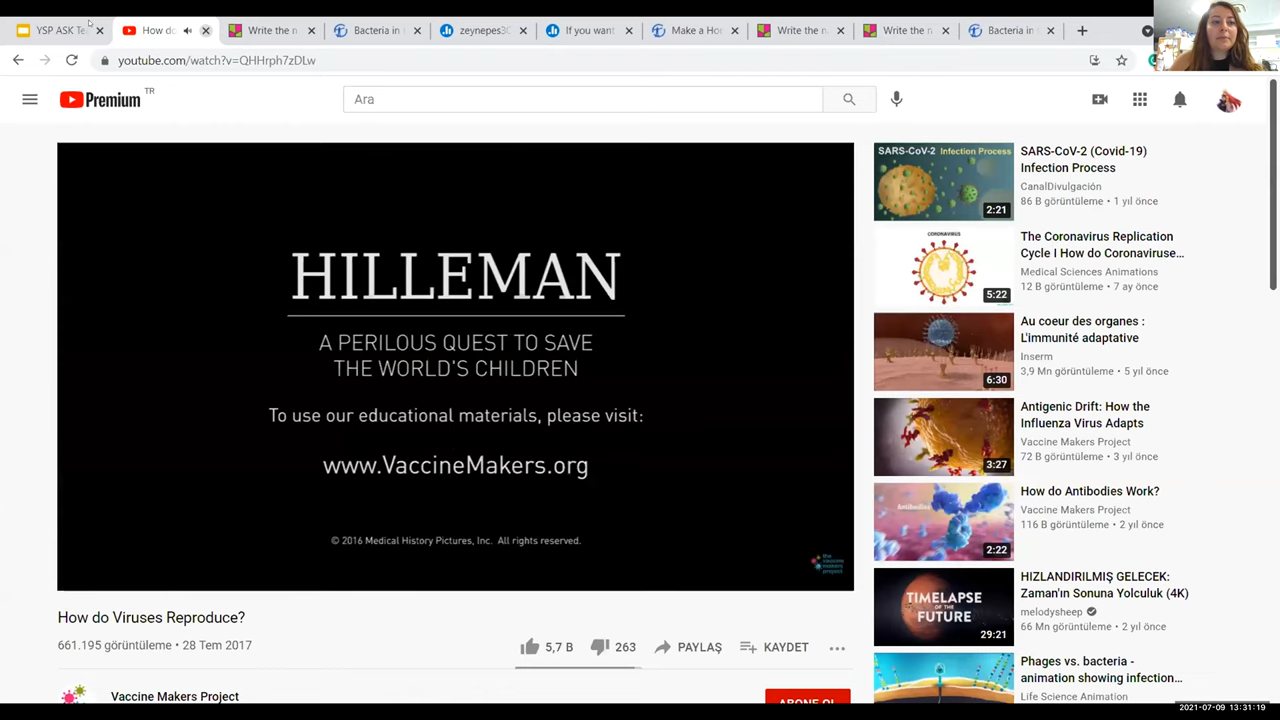 YSP ASK Te
How do
Write the n
Bacteria in
zeynepes3
If you want
Make a Ho
Write the n
Write the n
Bacteria in
youtube.com/watch?v=QHHrph7zDLw
Premium TR
Ara
HILLEMAN
A PERILOUS QUEST TO SAVE
THE WORLD'S CHILDREN
To use our educational materials, please visit:
www.VaccineMakers.org
© 2016 Medical History Pictures, Inc. All rights reserved.
the vaccine makers project
How do Viruses Reproduce?
661.195 görüntüleme • 28 Tem 2017
5,7 B
263
PAYLAŞ
KAYDET
Vaccine Makers Project
ABONE OL
SARS-CoV-2 Infection Process
2:21
SARS-CoV-2 (Covid-19)
Infection Process
CanalDivulgación
86 B görüntüleme • 1 yıl önce
CORONAVIRUS
5:22
The Coronavirus Replication
Cycle I How do Coronaviruse…
Medical Sciences Animations
12 B görüntüleme • 7 ay önce
6:30
Au coeur des organes :
L'immunité adaptative
Inserm
3,9 Mn görüntüleme • 5 yıl önce
3:27
Antigenic Drift: How the
Influenza Virus Adapts
Vaccine Makers Project
72 B görüntüleme • 3 yıl önce
Antibodies
2:22
How do Antibodies Work?
Vaccine Makers Project
116 B görüntüleme • 2 yıl önce
TIMELAPSE
OF THE
FUTURE
29:21
HIZLANDIRILMIŞ GELECEK:
Zaman'ın Sonuna Yolculuk (4K)
melodysheep
66 Mn görüntüleme • 2 yıl önce
Phages vs. bacteria -
animation showing infection…
Life Science Animation
2021-07-09 13:31:19